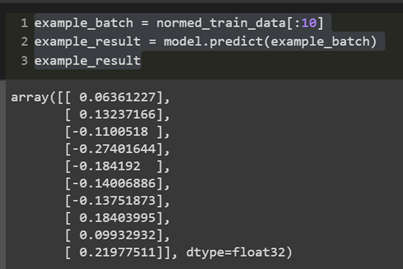 1 example_batch = normed_train_data[:10]
2 example_result = model.predict(example_batch)
3 example_result
array([[ 0.06361227],
       [ 0.13237166],
       [-0.1100518 ],
       [-0.27401644],
       [-0.184192  ],
       [-0.14006886],
       [-0.13751873],
       [ 0.18403995],
       [ 0.09932932],
       [ 0.21977511]], dtype=float32)